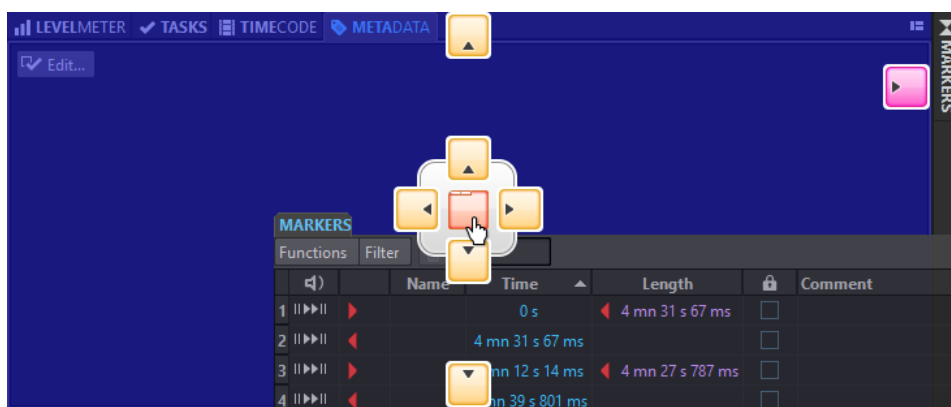 LEVELMETER TASKS TIMECODE METADATA
MARKERS
Edit...
MARKERS
Functions Filter
Name Time Length Comment
1 0 s 4 mn 31 s 67 ms
2 4 mn 31 s 67 ms
3 mn 12 s 14 ms 4 mn 27 s 787 ms
4 39 s 801 ms